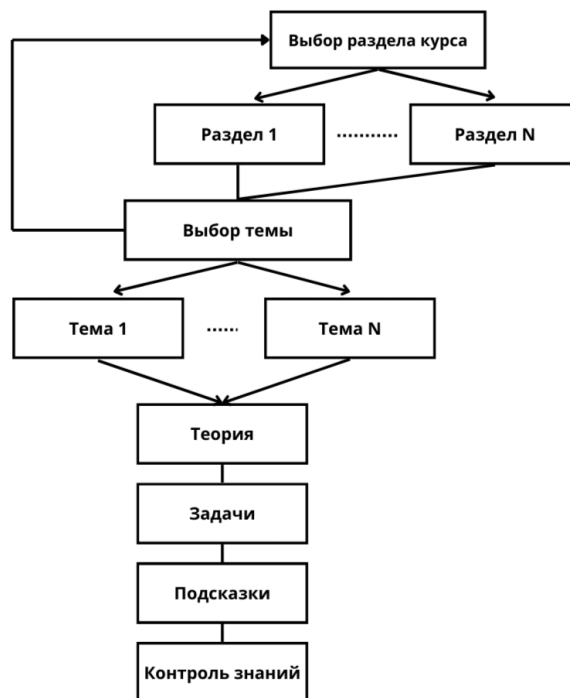 Выбор раздела курса
Раздел 1
Раздел N
Выбор темы
Тема 1
Тема N
Теория
Задачи
Подсказки
Контроль знаний